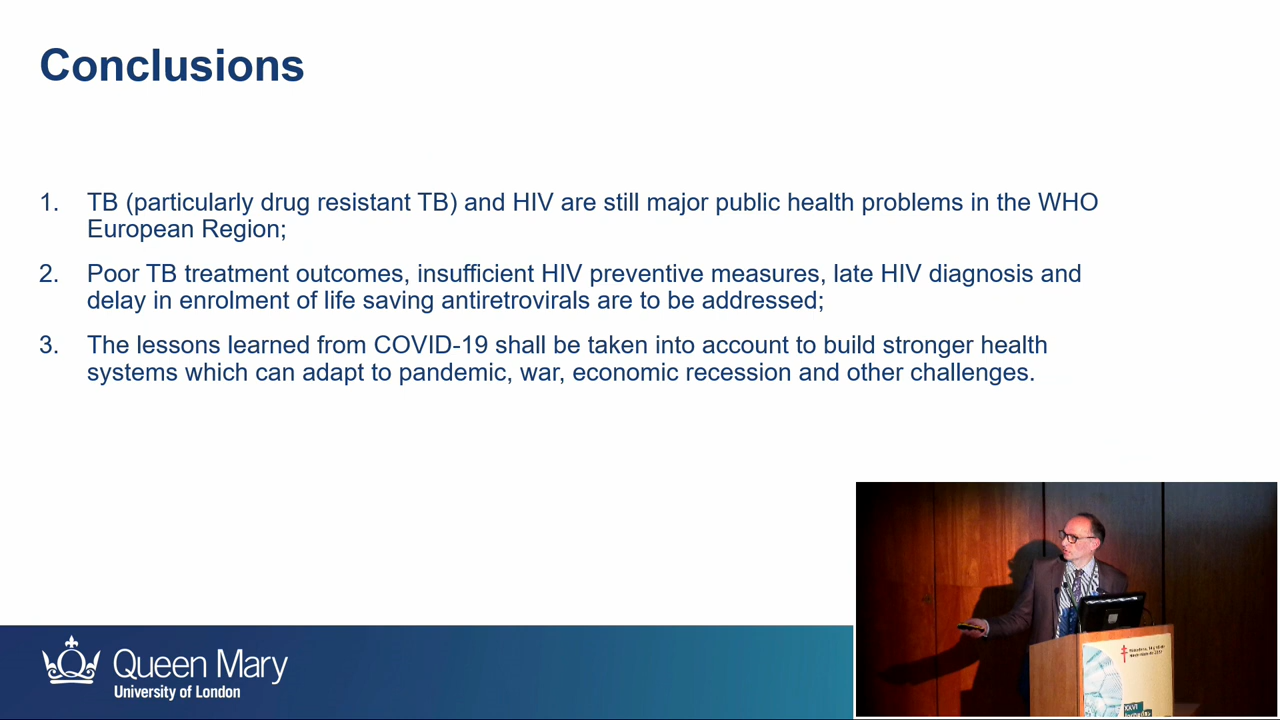 Conclusions
1. TB (particularly drug resistant TB) and HIV are still major public health problems in the WHO
European Region;
2. Poor TB treatment outcomes, insufficient HIV preventive measures, late HIV diagnosis and
delay in enrolment of life saving antiretrovirals are to be addressed;
3. The lessons learned from COVID-19 shall be taken into account to build stronger health
systems which can adapt to pandemic, war, economic recession and other challenges.
Queen Mary
University of London
XXVI